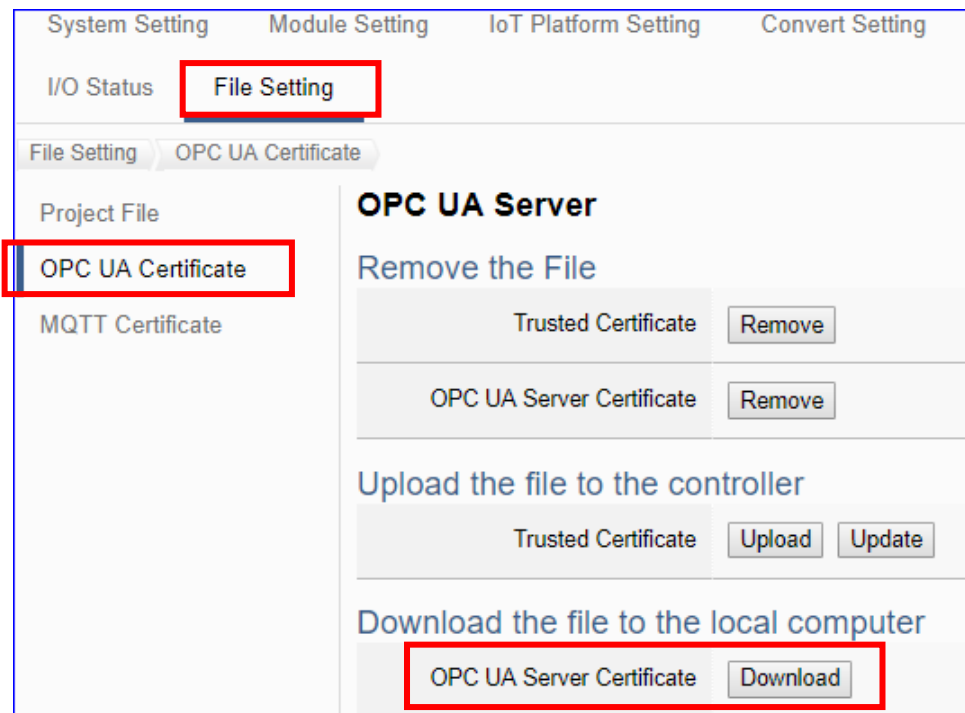 System Setting Module Setting IoT Platform Setting Convert Setting
I/O Status File Setting
File Setting OPC UA Certificate
Project File
OPC UA Certificate
MQTT Certificate
OPC UA Server
Remove the File
Trusted Certificate Remove
OPC UA Server Certificate Remove
Upload the file to the controller
Trusted Certificate Upload Update
Download the file to the local computer
OPC UA Server Certificate Download